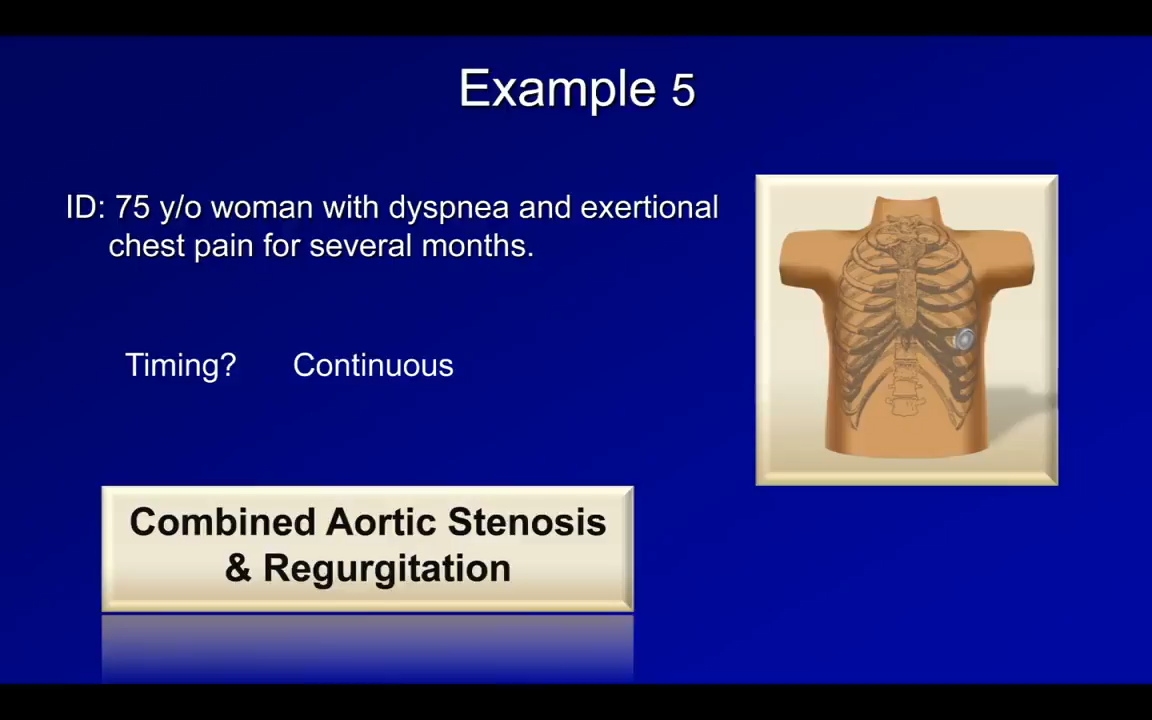 Example 5
ID: 75 y/o woman with dyspnea and exertional
chest pain for several months.
Timing? Continuous
Combined Aortic Stenosis
& Regurgitation